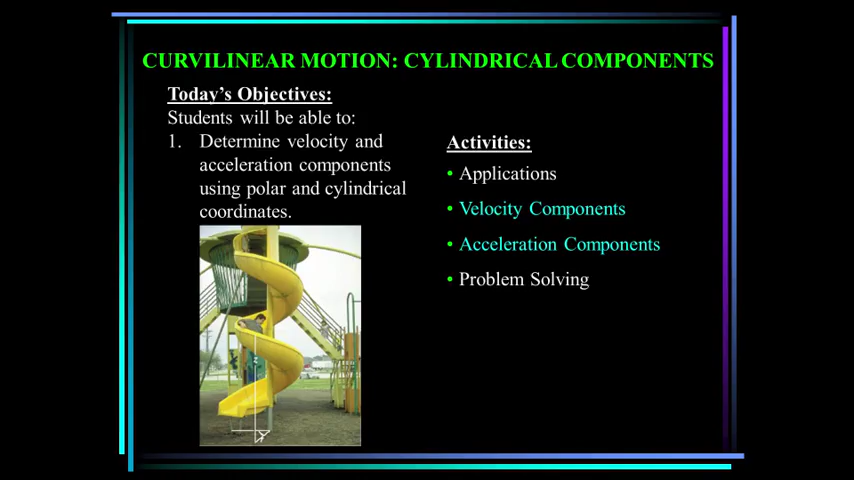 CURVILINEAR MOTION: CYLINDRICAL COMPONENTS
Today's Objectives:
Students will be able to:
1. Determine velocity and
acceleration components
using polar and cylindrical
coordinates.
Activities:
• Applications
• Velocity Components
• Acceleration Components
• Problem Solving